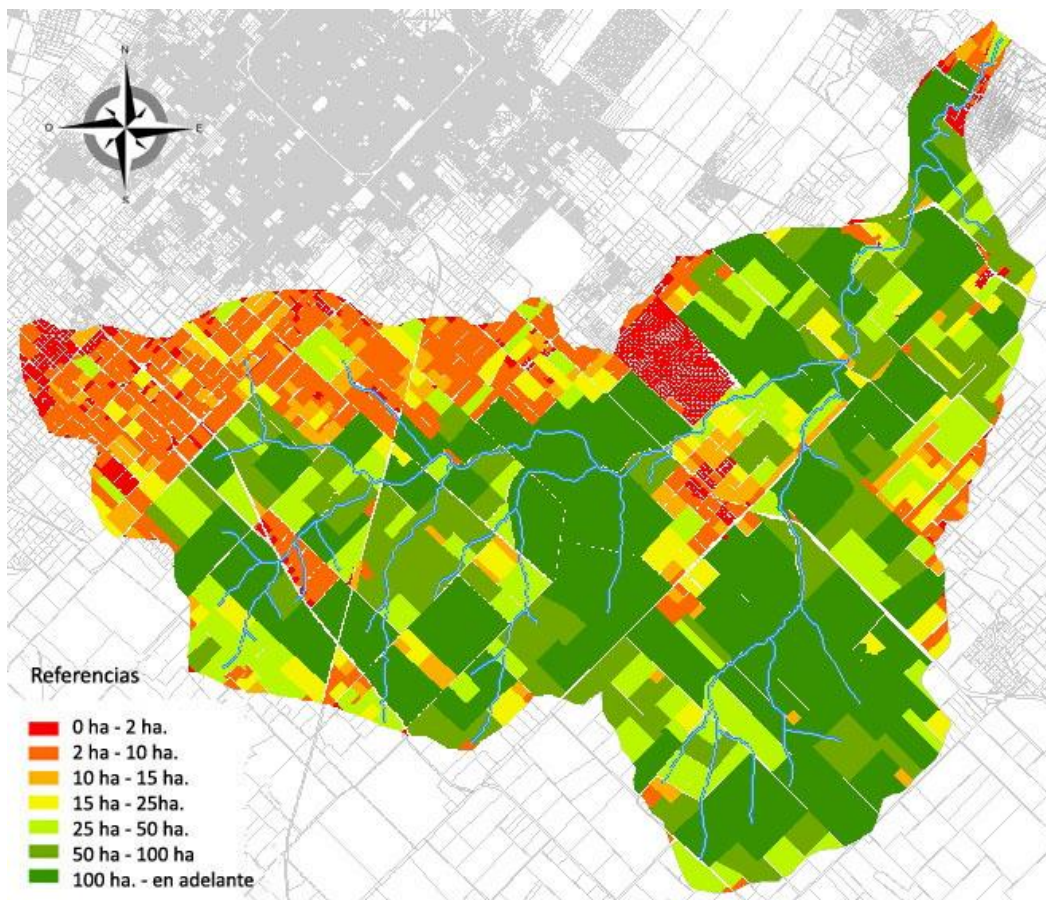 N
O
E
S
Referencias
0 ha - 2 ha.
2 ha - 10 ha.
10 ha - 15 ha.
15 ha - 25ha.
25 ha - 50 ha.
50 ha - 100 ha
100 ha. - en adelante